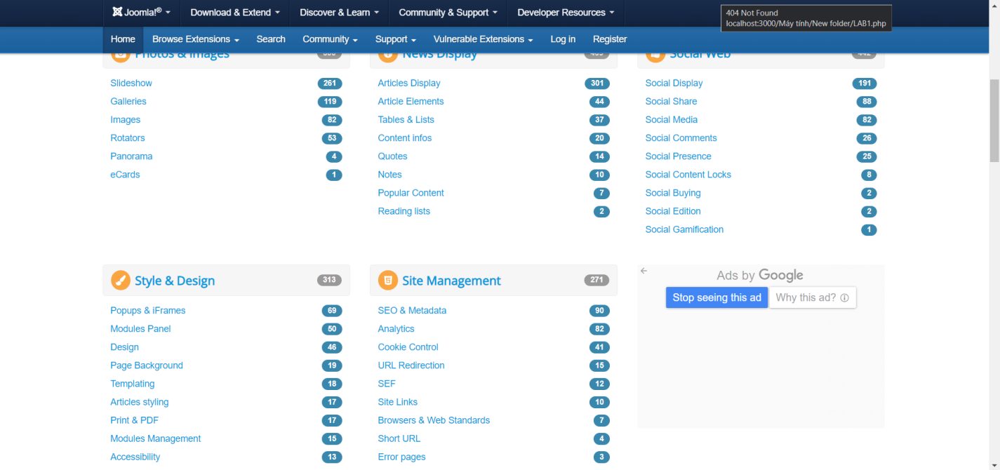 Joomla!® Download & Extend Discover & Learn Community & Support Developer Resources
404 Not Found
localhost:3000/Máy tính/New folder/LAB1.php
Home Browse Extensions Search Community Support Vulnerable Extensions Log in Register
Photos & Images
Slideshow 261
Galleries 119
Images 82
Rotators 53
Panorama 4
eCards 1
News Display
Articles Display 301
Article Elements 44
Tables & Lists 37
Content infos 20
Quotes 14
Notes 10
Popular Content 7
Reading lists 2
Social Web 442
Social Display 191
Social Share 88
Social Media 82
Social Comments 26
Social Presence 25
Social Content Locks 8
Social Buying 2
Social Edition 2
Social Gamification 1
Style & Design 313
Popups & iFrames 69
Modules Panel 50
Design 46
Page Background 19
Templating 18
Articles styling 17
Print & PDF 17
Modules Management 15
Accessibility 13
Site Management 271
SEO & Metadata 90
Analytics 82
Cookie Control 41
URL Redirection 15
SEF 12
Site Links 10
Browsers & Web Standards 7
Short URL 4
Error pages 3
Ads by Google
Stop seeing this ad Why this ad?